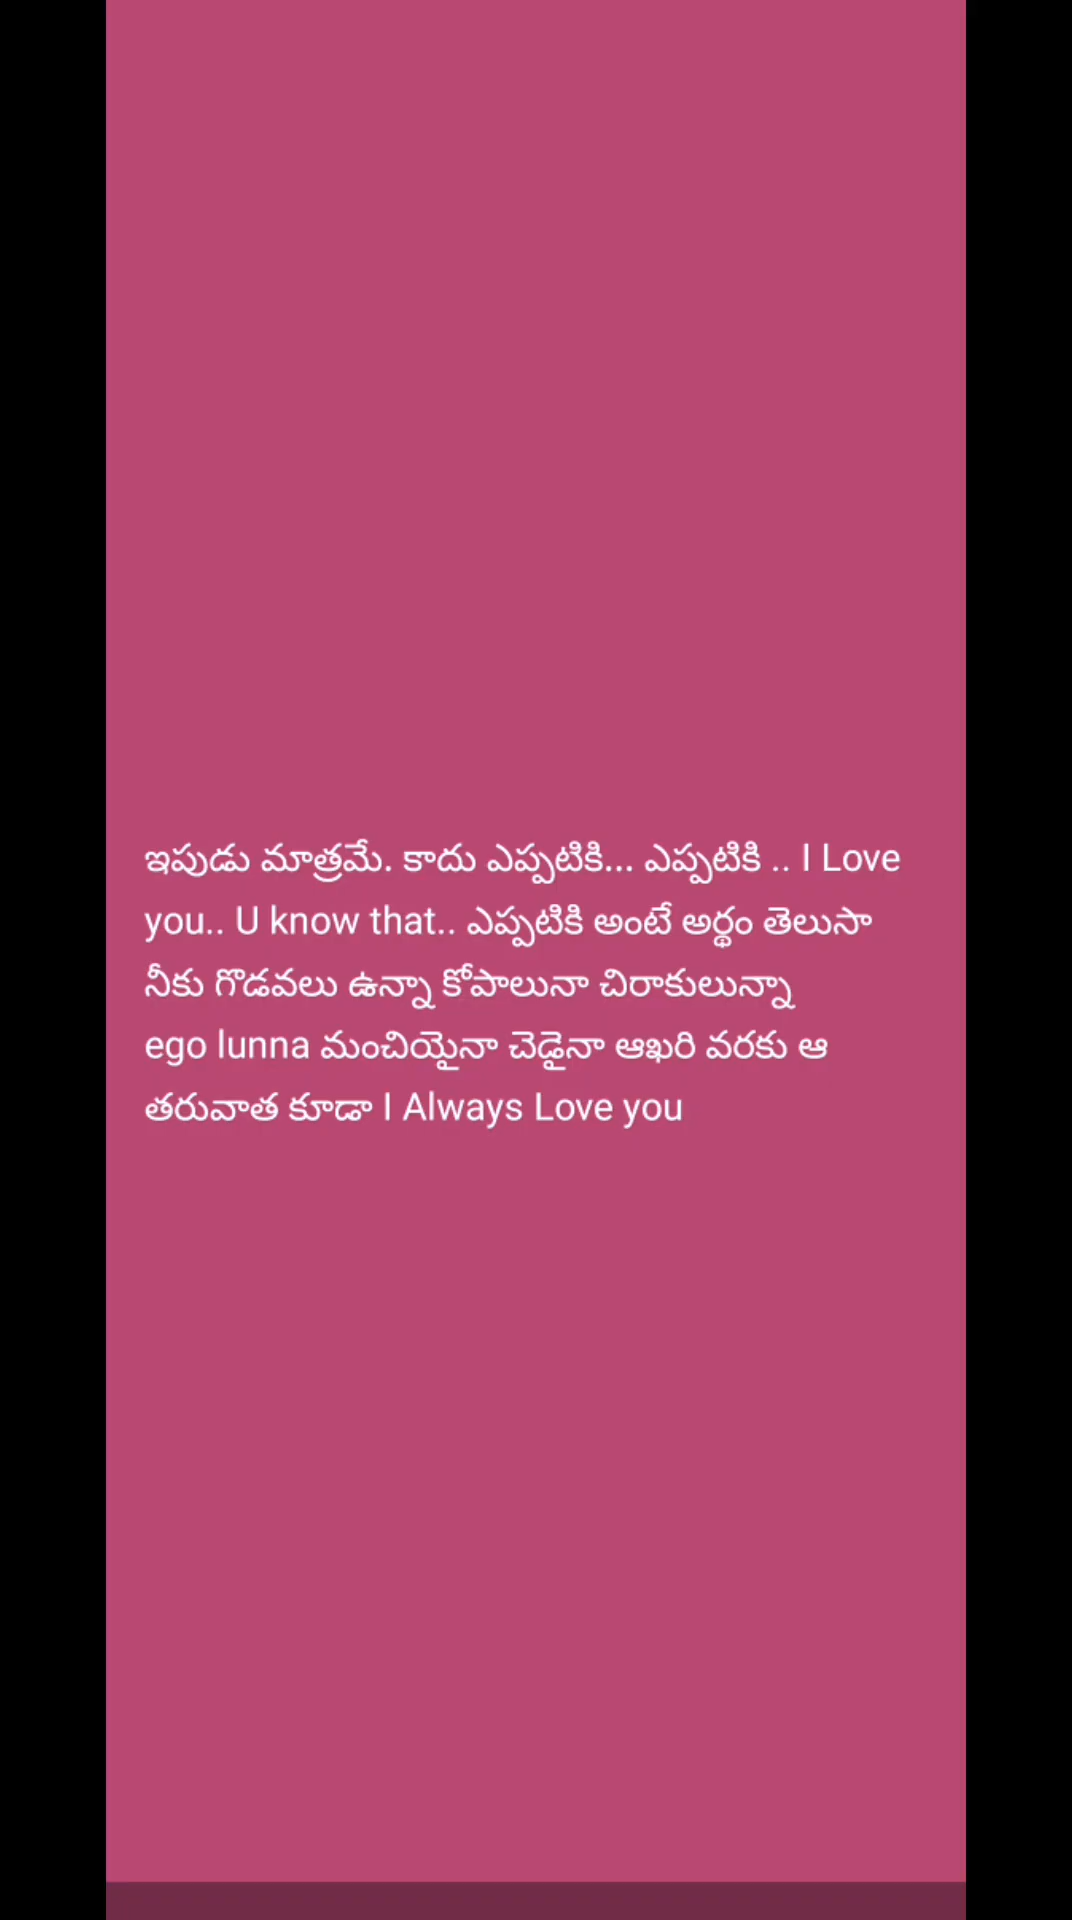 ఇపుడు మాత్రమే. కాదు ఎప్పటికి... ఎప్పటికి .. I Love
you.. U know that.. ఎప్పటికి అంటే అర్థం తెలుసా
నీకు గొడవలు ఉన్నా కోపాలునా చిరాకులున్నా
ego lunna మంచియైనా చెడైనా ఆఖరి వరకు ఆ
తరువాత కూడా I Always Love you